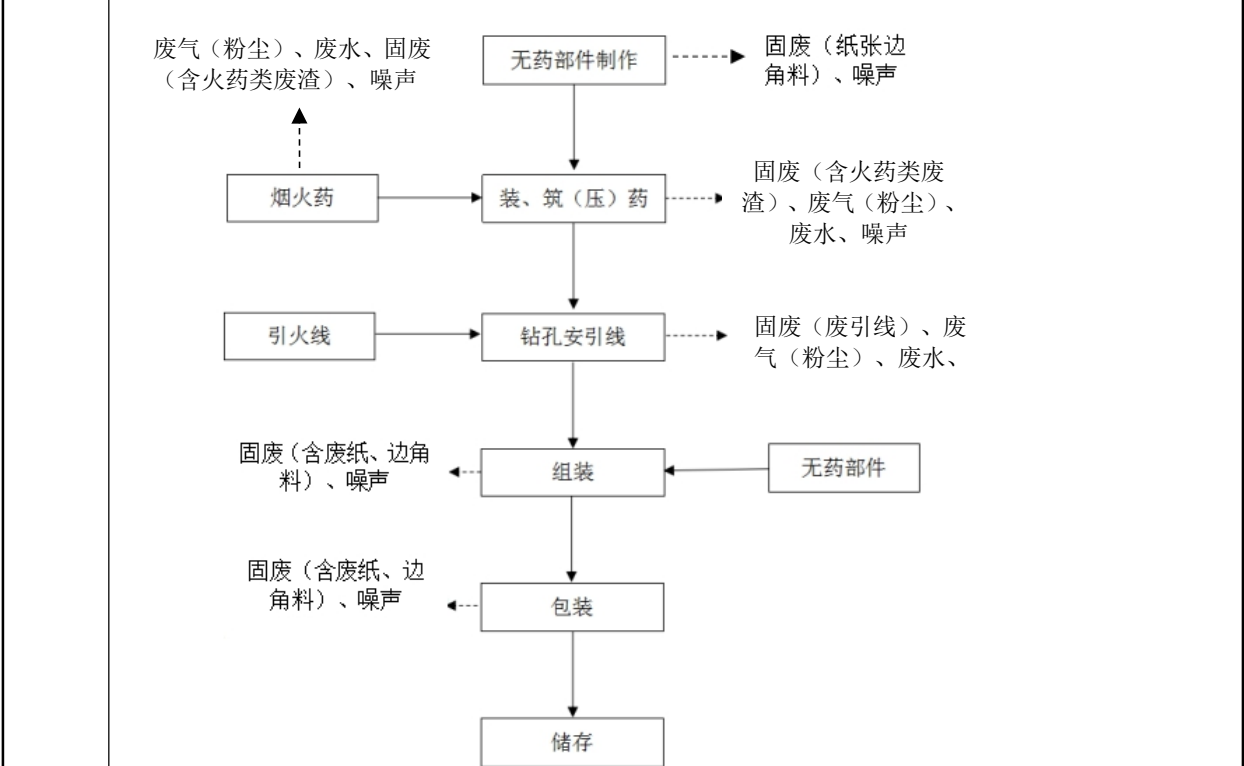 废气（粉尘）、废水、固废
（含火药类废渣）、噪声
无药部件制作
固废（纸张边
角料）、噪声
烟火药
装、筑（压）药
固废（含火药类废
渣）、废气（粉尘）、
废水、噪声
引火线
钻孔安引线
固废（废引线）、废
气（粉尘）、废水、
固废（含废纸、边角
料）、噪声
组装
无药部件
固废（含废纸、边
角料）、噪声
包装
储存